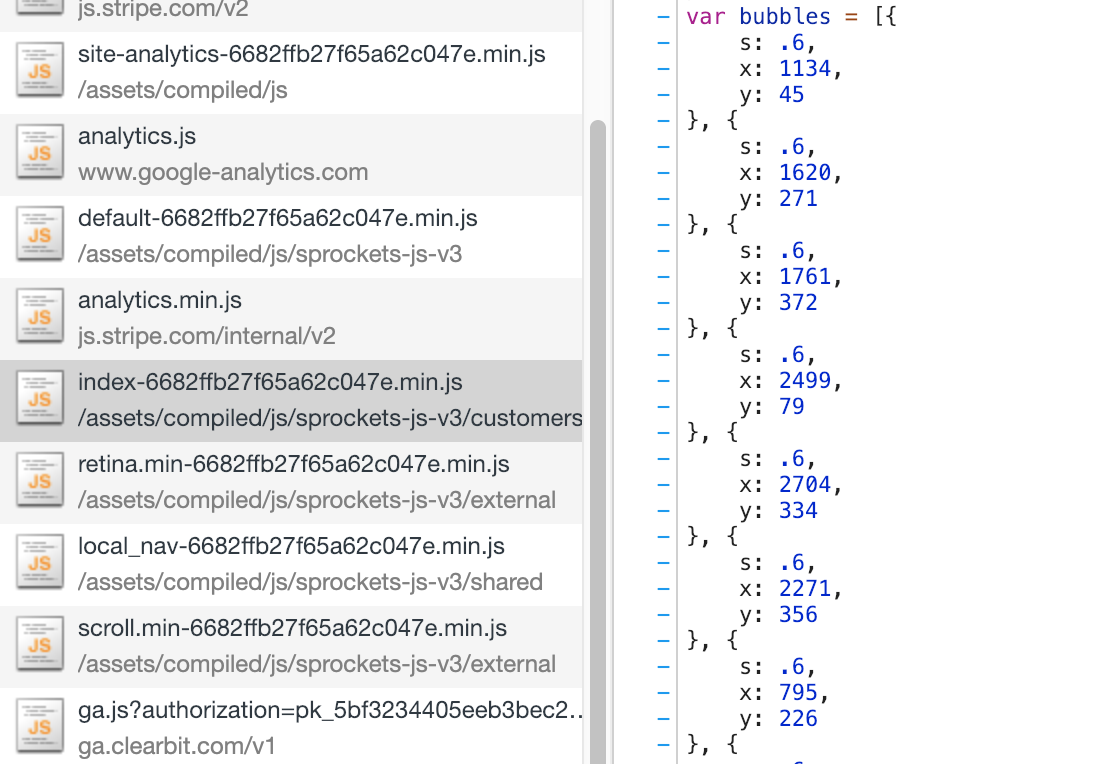 js.stripe.com/v2
JS
site-analytics-6682ffb27f65a62c047e.min.js
/assets/compiled/js
JS
analytics.js
www.google-analytics.com
JS
default-6682ffb27f65a62c047e.min.js
/assets/compiled/js/sprockets-js-v3
JS
analytics.min.js
js.stripe.com/internal/v2
JS
index-6682ffb27f65a62c047e.min.js
/assets/compiled/js/sprockets-js-v3/customers
JS
retina.min-6682ffb27f65a62c047e.min.js
/assets/compiled/js/sprockets-js-v3/external
JS
local_nav-6682ffb27f65a62c047e.min.js
/assets/compiled/js/sprockets-js-v3/shared
JS
scroll.min-6682ffb27f65a62c047e.min.js
/assets/compiled/js/sprockets-js-v3/external
JS
ga.js?authorization=pk_5bf3234405eeb3bec2..
ga.clearbit.com/v1
var bubbles = [{
s: .6,
x: 1134,
y: 45
}, {
s: .6,
x: 1620,
y: 271
}, {
s: .6,
x: 1761,
y: 372
}, {
s: .6,
x: 2499,
y: 79
}, {
s: .6,
x: 2704,
y: 334
}, {
s: .6,
x: 2271,
y: 356
}, {
s: .6,
x: 795,
y: 226
}, {